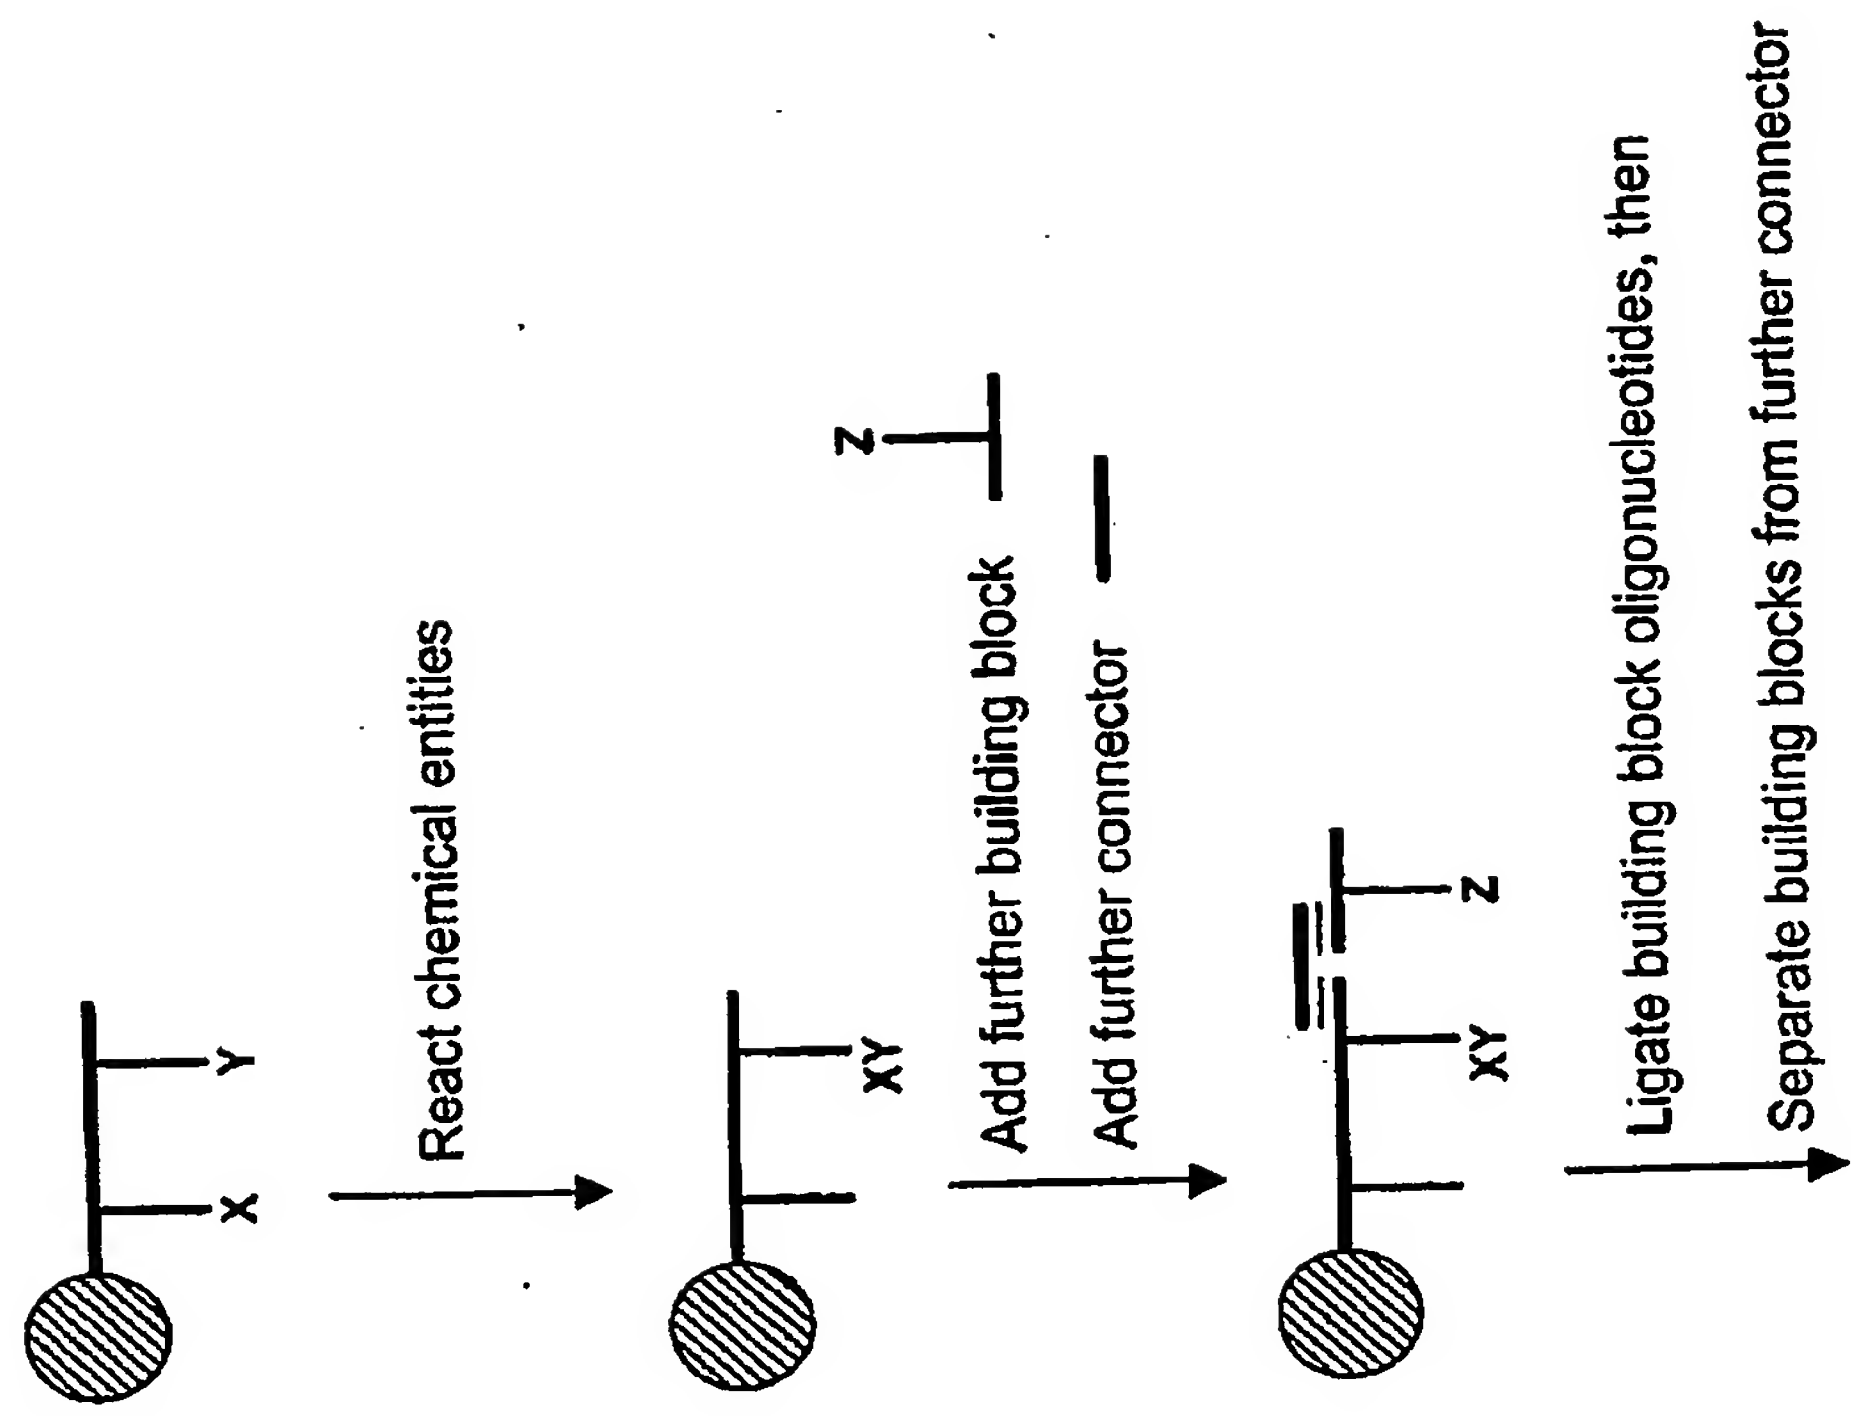 X
Y
React chemical entities
XY
Z
Add further building block
Add further connector
XY
Z
Ligate building block oligonucleotides, then
Separate building blocks from further connector